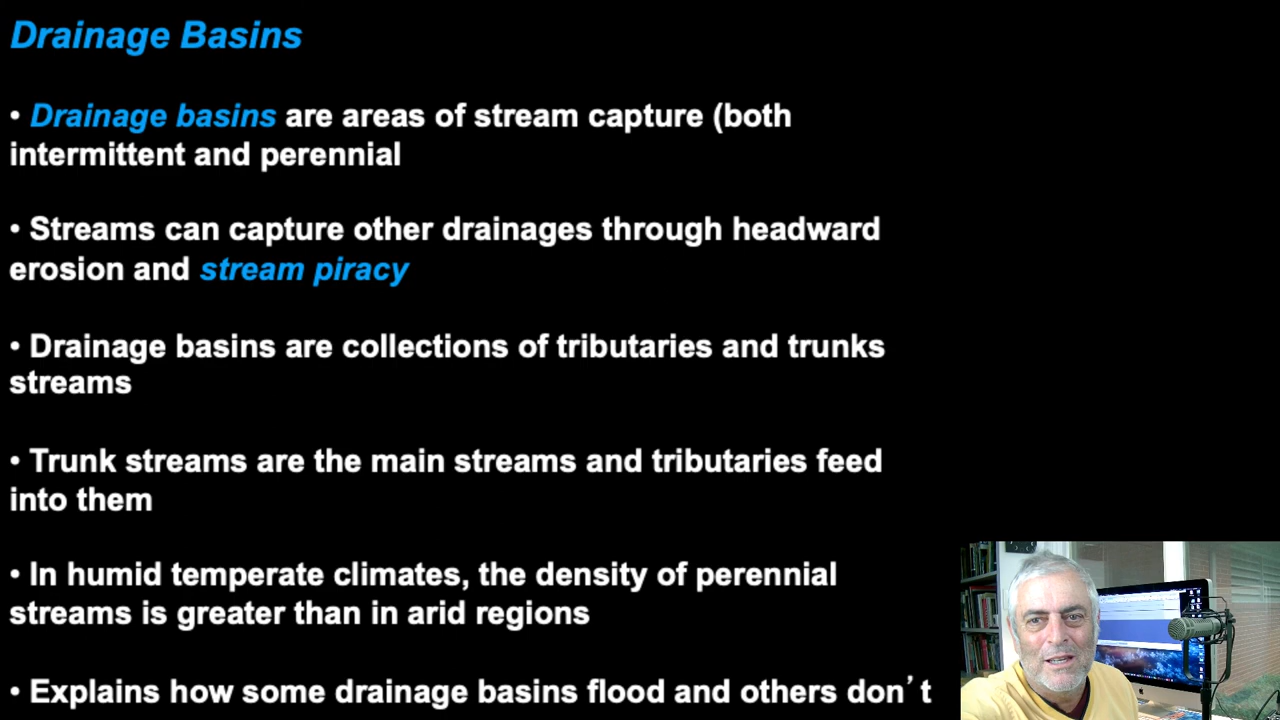 Drainage Basins
• Drainage basins are areas of stream capture (both
intermittent and perennial
• Streams can capture other drainages through headward
erosion and stream piracy
• Drainage basins are collections of tributaries and trunks
streams
• Trunk streams are the main streams and tributaries feed
into them
• In humid temperate climates, the density of perennial
streams is greater than in arid regions
• Explains how some drainage basins flood and others don’t